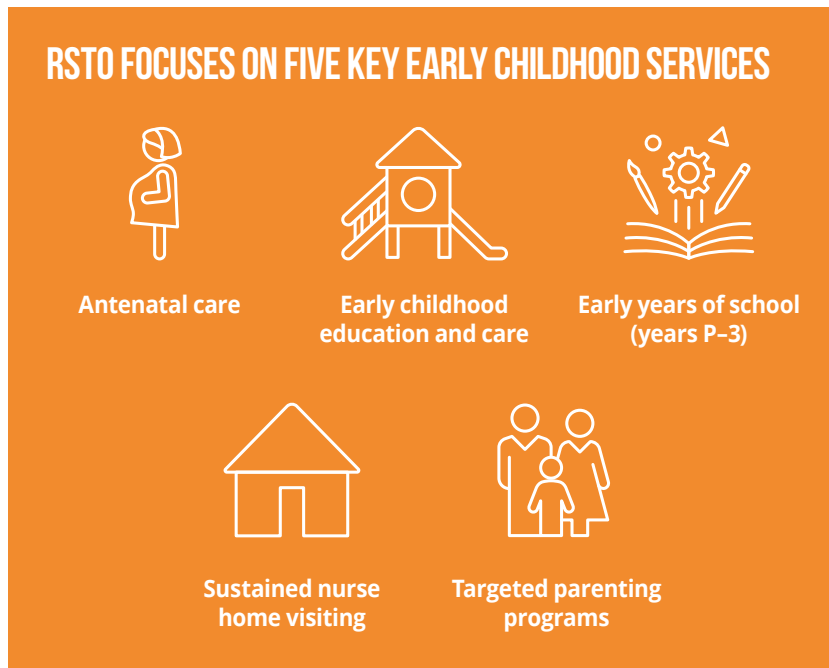 RSTO FOCUSES ON FIVE KEY EARLY CHILDHOOD SERVICES
Antenatal care
Early childhood
education and care
Early years of school
(years P–3)
Sustained nurse
home visiting
Targeted parenting
programs